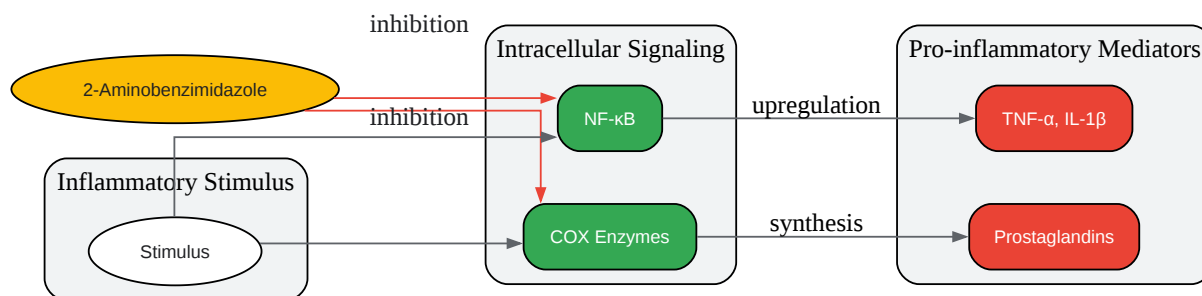 inhibition
Intracellular Signaling
Pro-inflammatory Mediators
2-Aminobenzimidazole
inhibition
NF-κB
upregulation
TNF-α, IL-1β
Inflammatory Stimulus
Stimulus
COX Enzymes
synthesis
Prostaglandins